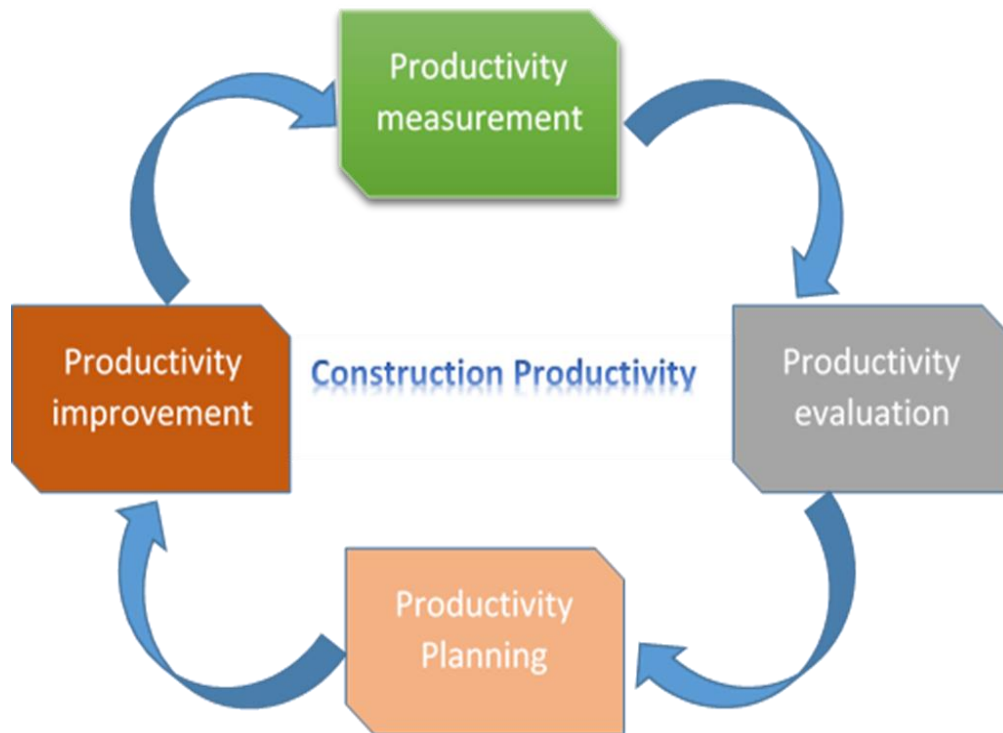 Productivity
measurement
Productivity
improvement
Construction Productivity
Productivity
evaluation
Productivity
Planning